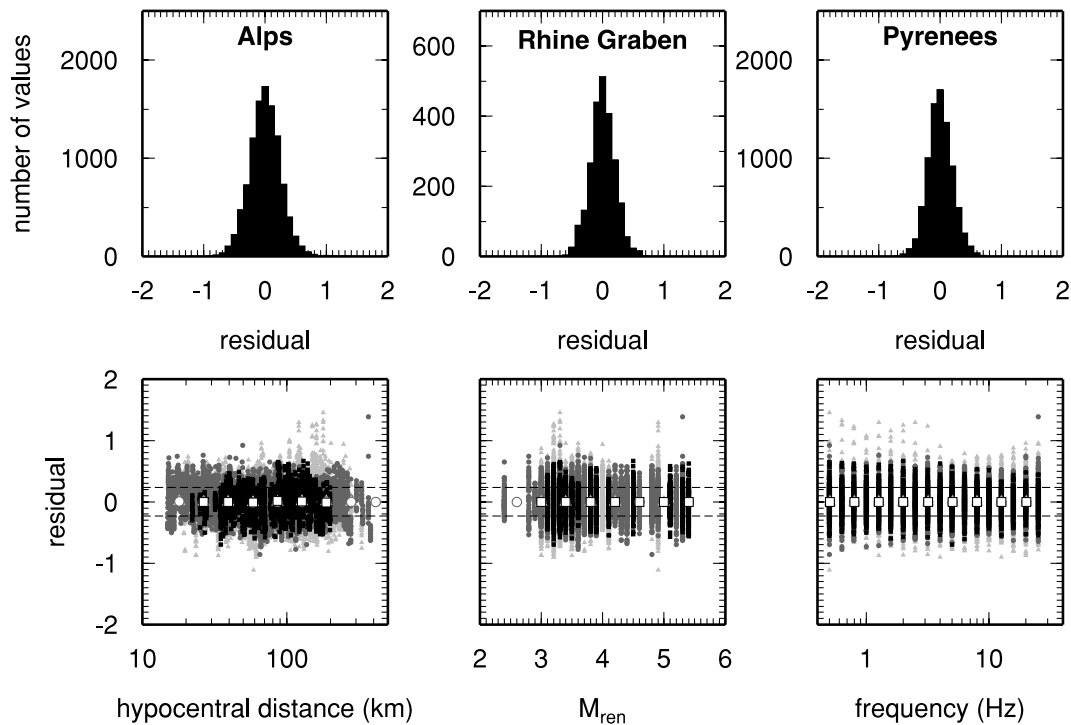 Alps
Rhine Graben
Pyrenees
number of values
2000
1000
0
600
400
200
0
2000
1000
0
-2 -1 0 1 2
-2 -1 0 1 2
-2 -1 0 1 2
residual
residual
residual
residual
2
1
0
-1
-2
10 100
2 3 4 5 6
1 10
hypocentral distance (km)
Mren
frequency (Hz)